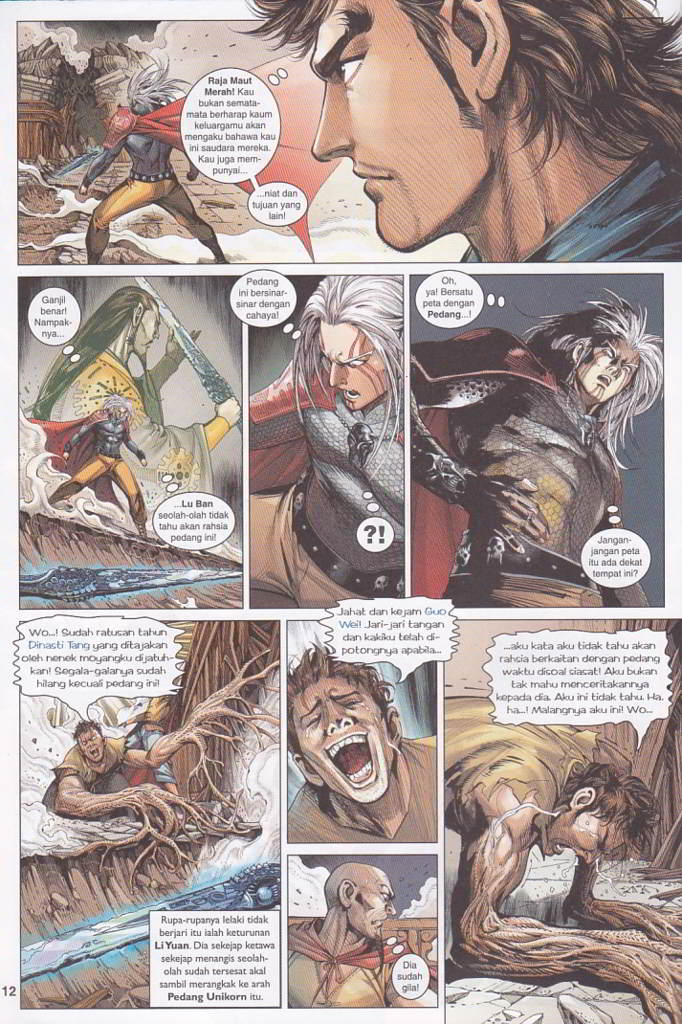 Raja Maut
Merah! Kau
bukan semata-
mata berharap kaum
keluargamu akan
mengaku bahawa kau
ini saudara mereka.
Kau juga mem-
punyai...
...niat dan
tujuan yang
lain!
Ganjil
benar!
Nampak-
nya...
...Lu Ban
seolah-olah tidak
tahu akan rahsia
pedang ini!
Pedang
ini bersinar-
sinar dengan
cahaya!
?!
Oh,
ya! Bersatu
peta dengan
Pedang...!
Jangan-
jangan peta
itu ada dekat
tempat ini?
Wo...! Sudah ratusan tahun
Dinasti Tang yang ditajakan
oleh nenek moyangku dijatuh-
kan! Segala-galanya sudah
hilang kecuali pedang ini!
Rupa-rupanya lelaki tidak
berjari itu ialah keturunan
Li Yuan. Dia sekejap ketawa
sekejap menangis seolah-
olah sudah tersesat akal
sambil merangkak ke arah
Pedang Unikorn itu.
Jahat dan kejam Guo
Wei! Jari-jari tangan
dan kakiku telah di-
potongnya apabila...
Dia
sudah
gila!
...aku kata aku tidak tahu akan
rahsia berkaitan dengan pedang
waktu disoal siasat! Aku bukan
tak mahu menceritakannya
kepada dia. Aku ini tidak tahu. Ha,
ha...! Malangnya aku ini! Wo...
12